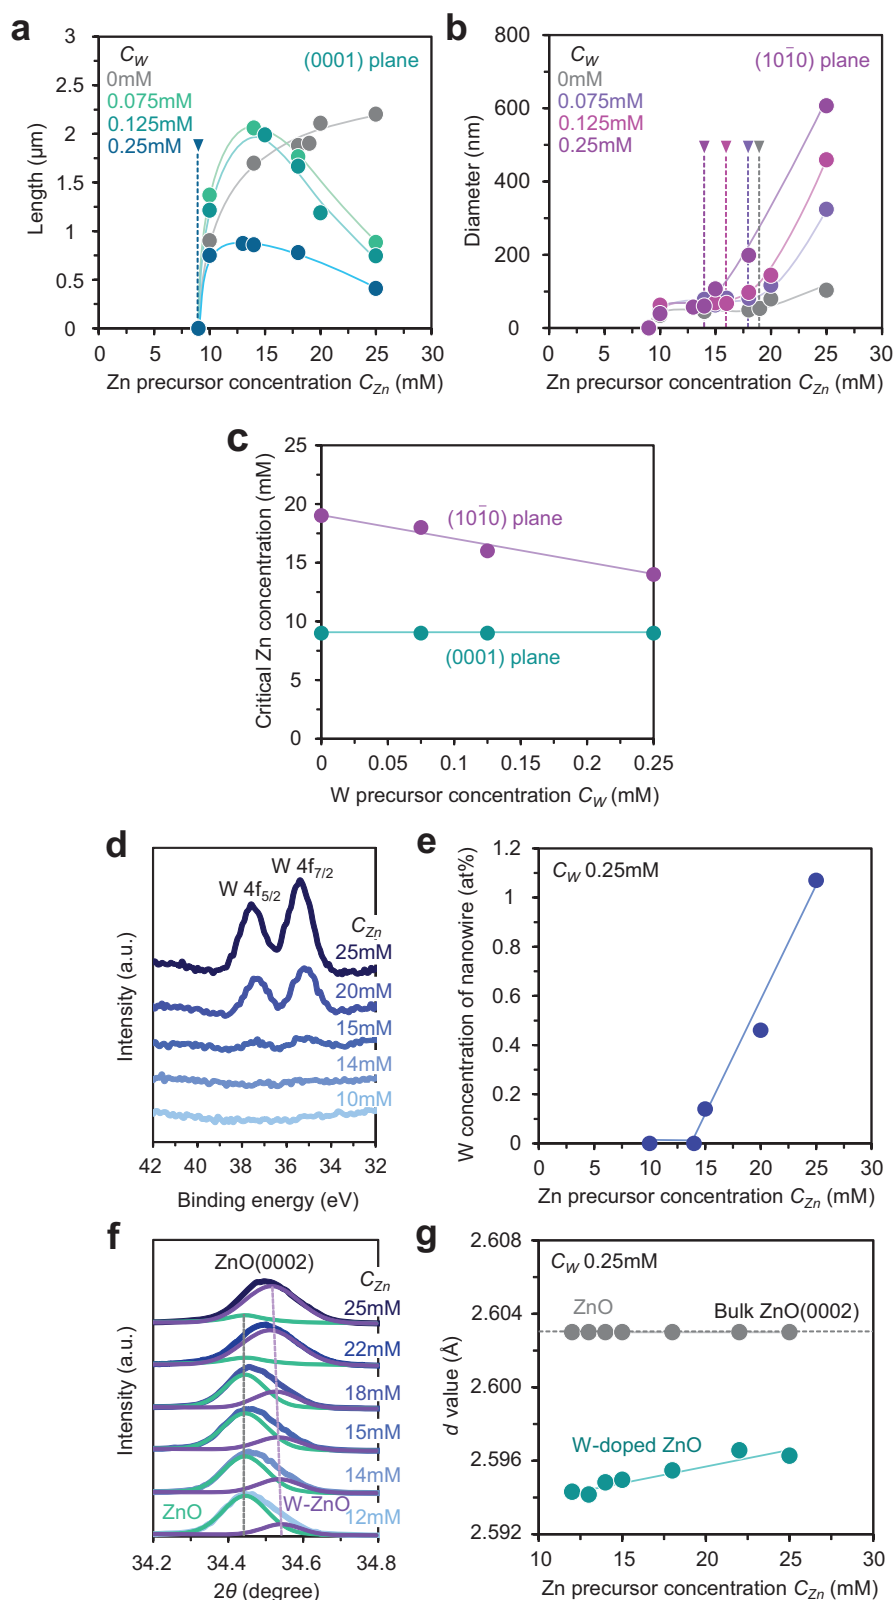 a
C_W
0mM
0.075mM
0.125mM
0.25mM
(0001) plane
3
2.5
2
1.5
1
0.5
0
Length (μm)
0 5 10 15 20 25 30
Zn precursor concentration C_Zn (mM)
b
C_W
0mM
0.075mM
0.125mM
0.25mM
(101̄0) plane
800
600
400
200
0
Diameter (nm)
0 5 10 15 20 25 30
Zn precursor concentration C_Zn (mM)
c
25
20
15
10
5
0
Critical Zn concentration (mM)
(101̄0) plane
(0001) plane
0 0.05 0.1 0.15 0.2 0.25
W precursor concentration C_W (mM)
d
W 4f_7/2
W 4f_5/2
C_Zn
25mM
20mM
15mM
14mM
10mM
Intensity (a.u.)
42 40 38 36 34 32
Binding energy (eV)
e
C_W 0.25mM
1.2
1
0.8
0.6
0.4
0.2
0
W concentration of nanowire (at%)
0 5 10 15 20 25 30
Zn precursor concentration C_Zn (mM)
f
ZnO(0002)
C_Zn
25mM
22mM
18mM
15mM
14mM
12mM
ZnO
W-ZnO
Intensity (a.u.)
34.2 34.4 34.6 34.8
2θ (degree)
g
C_W 0.25mM
2.608
2.604
2.600
2.596
2.592
d value (Å)
ZnO
Bulk ZnO(0002)
W-doped ZnO
10 15 20 25 30
Zn precursor concentration C_Zn (mM)